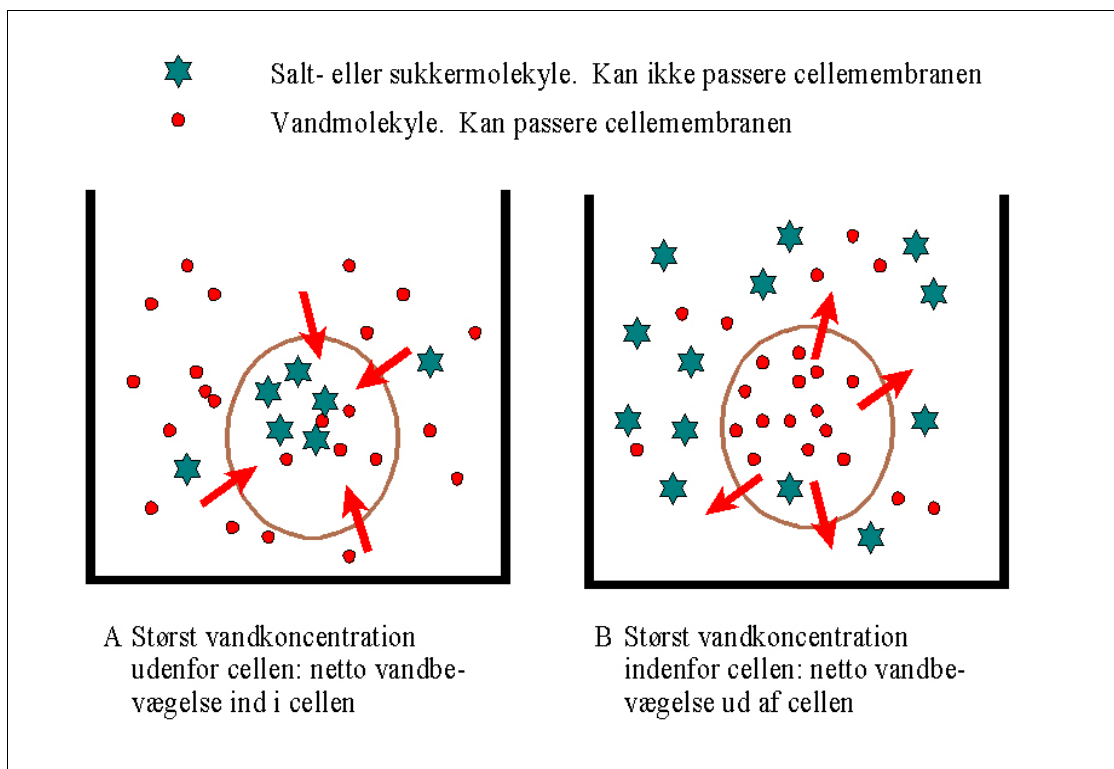 Salt- eller sukkermolekyle. Kan ikke passere cellemembranen
Vandmolekyle. Kan passere cellemembranen
A Størst vandkoncentration
udenfor cellen: netto vandbe-
vægelse ind i cellen
B Størst vandkoncentration
indenfor cellen: netto vandbe-
vægelse ud af cellen